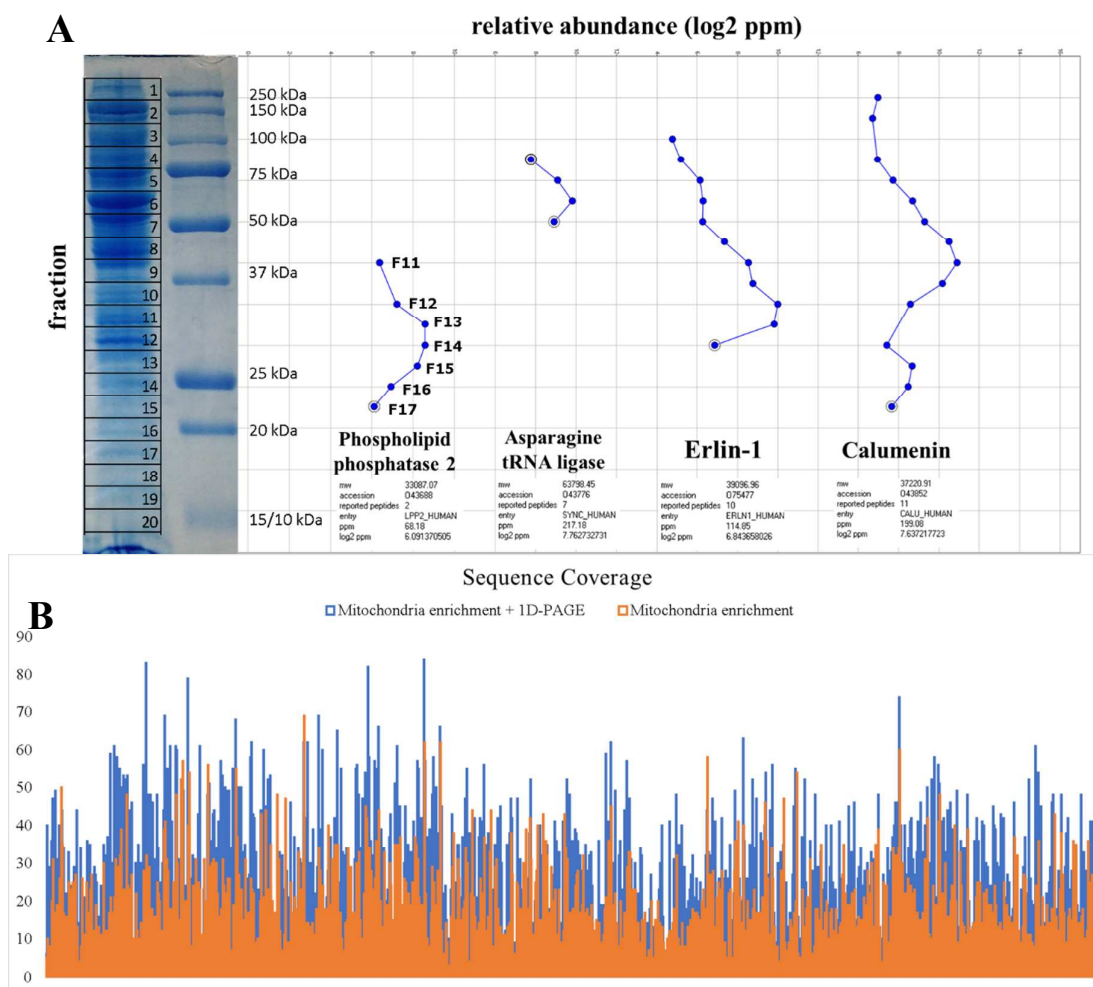 A
relative abundance (log2 ppm)
fraction
1
2
3
4
5
6
7
8
9
10
11
12
13
14
15
16
17
18
19
20
250 kDa
150 kDa
100 kDa
75 kDa
50 kDa
37 kDa
25 kDa
20 kDa
15/10 kDa
F11
F12
F13
F14
F15
F16
F17
Phospholipid
phosphatase 2
mw 33087.07
accession O43688
reported peptides 2
entry LPP2_HUMAN
ppm 68.18
log2 ppm 6.091370505
Asparagine
tRNA ligase
mw 63798.45
accession O43776
reported peptides 7
entry SYNC_HUMAN
ppm 217.18
log2 ppm 7.762732731
Erlin-1
mw 39096.96
accession O75477
reported peptides 10
entry ERLN1_HUMAN
ppm 114.85
log2 ppm 6.843658026
Calumenin
mw 37220.91
accession O43852
reported peptides 11
entry CALU_HUMAN
ppm 199.08
log2 ppm 7.637217723
B
Sequence Coverage
Mitochondria enrichment + 1D-PAGE Mitochondria enrichment
90
80
70
60
50
40
30
20
10
0